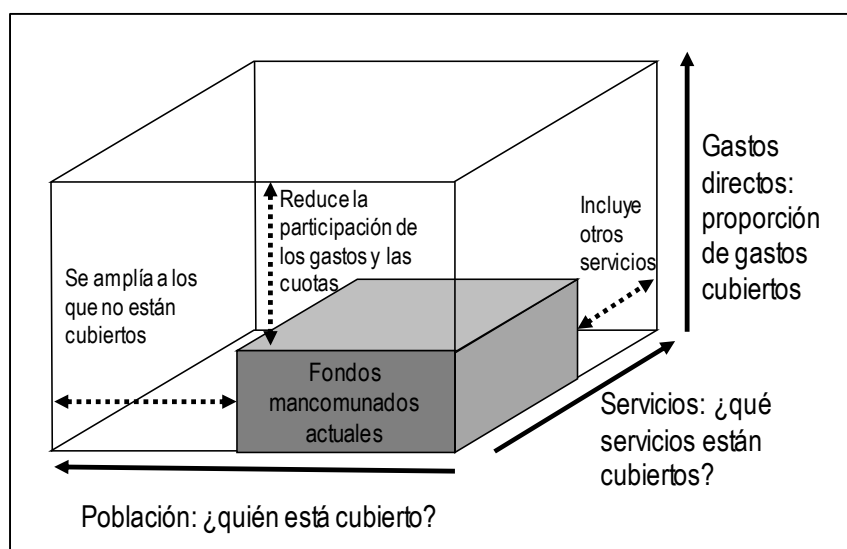 Gastos
directos:
proporción
de gastos
cubiertos
Reduce la
participación de
los gastos y las
cuotas
Incluye
otros
servicios
Se amplía a los
que no están
cubiertos
Fondos
mancomunados
actuales
Servicios: ¿qué
servicios están
cubiertos?
Población: ¿quién está cubierto?